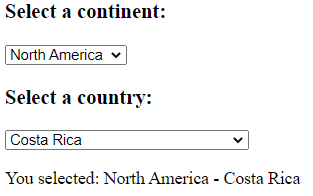 Select a continent:
North America
Select a country:
Costa Rica
You selected: North America - Costa Rica